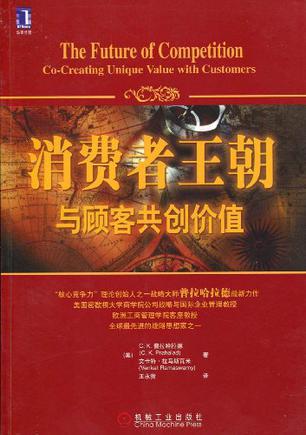 The Future of Competition
Co-Creating Unique Value with Customers
消费者王朝
与顾客共创价值
“核心竞争力”理论创始人之一战略大师普拉哈拉德最新力作
美国密歇根大学商学院公司战略与国际企业管理教授
欧洲工商管理学院客座教授
全球最先进的战略思想家之一
C. K. 普拉哈拉德
(美) (C. K. Prahalad) 著
文卡特·拉马斯瓦米
(Venkat Ramaswamy)
王永贵 译
机械工业出版社
China Machine Press